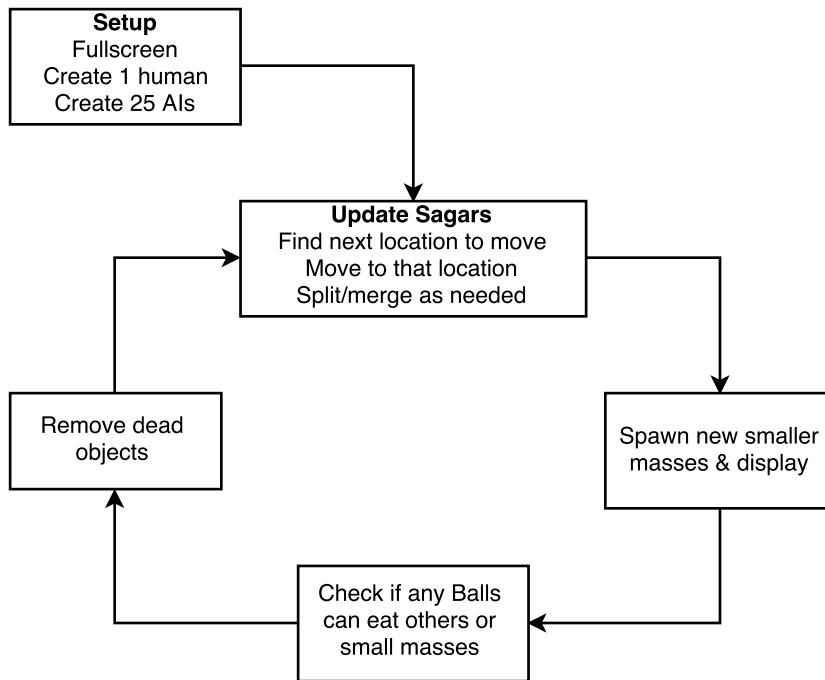 Setup
Fullscreen
Create 1 human
Create 25 AIs
Update Sagars
Find next location to move
Move to that location
Split/merge as needed
Remove dead
objects
Spawn new smaller
masses & display
Check if any Balls
can eat others or
small masses